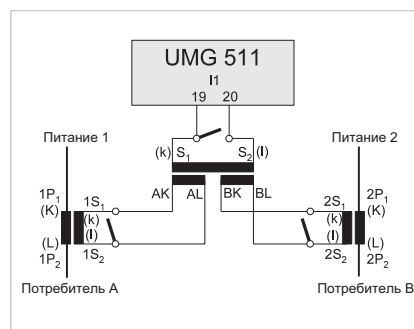 UMG 511
I1
19 20
Питание 1
(k) S1 S2 (l)
Питание 2
AK AL BK BL
1P1
(K)
(L)
1P2
1S1
(k)
(l)
1S2
2S1
(k)
(l)
2S2
2P1
(K)
(L)
2P2
Потребитель A
Потребитель B